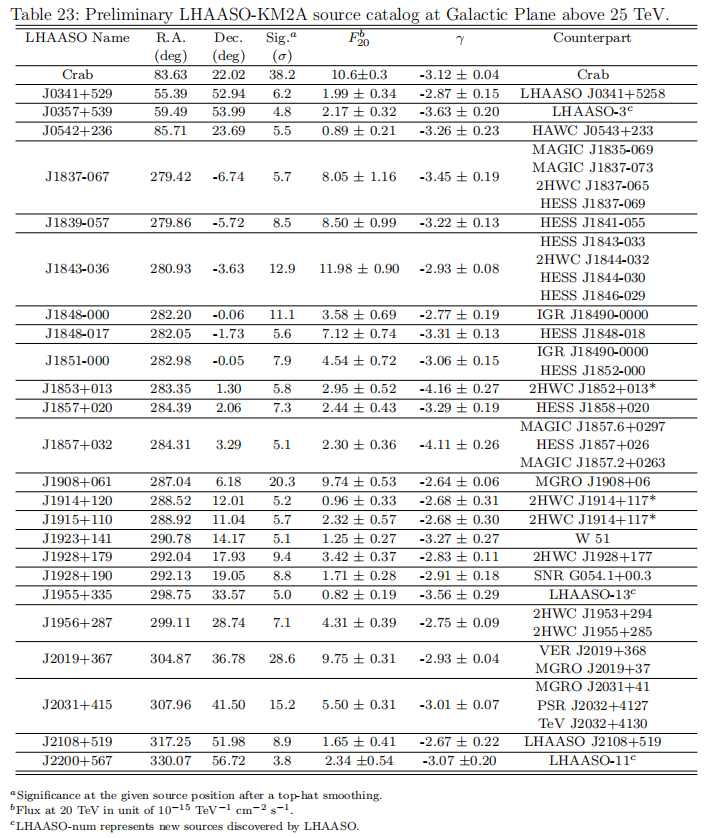 Table 23: Preliminary LHAASO-KM2A source catalog at Galactic Plane above 25 TeV.
LHAASO Name R.A. Dec. Sig.a F20b γ Counterpart
(deg) (deg) (σ)
Crab 83.63 22.02 38.2 10.6±0.3 -3.12 ± 0.04 Crab
J0341+529 55.39 52.94 6.2 1.99 ± 0.34 -2.87 ± 0.15 LHAASO J0341+5258
J0357+539 59.49 53.99 4.8 2.17 ± 0.32 -3.63 ± 0.20 LHAASO-3c
J0542+236 85.71 23.69 5.5 0.89 ± 0.21 -3.26 ± 0.23 HAWC J0543+233
MAGIC J1835-069
MAGIC J1837-073
J1837-067 279.42 -6.74 5.7 8.05 ± 1.16 -3.45 ± 0.19
2HWC J1837-065
HESS J1837-069
J1839-057 279.86 -5.72 8.5 8.50 ± 0.99 -3.22 ± 0.13 HESS J1841-055
HESS J1843-033
2HWC J1844-032
J1843-036 280.93 -3.63 12.9 11.98 ± 0.90 -2.93 ± 0.08
HESS J1844-030
HESS J1846-029
J1848-000 282.20 -0.06 11.1 3.58 ± 0.69 -2.77 ± 0.19 IGR J18490-0000
J1848-017 282.05 -1.73 5.6 7.12 ± 0.74 -3.31 ± 0.13 HESS J1848-018
IGR J18490-0000
J1851-000 282.98 -0.05 7.9 4.54 ± 0.72 -3.06 ± 0.15
HESS J1852-000
J1853+013 283.35 1.30 5.8 2.95 ± 0.52 -4.16 ± 0.27 2HWC J1852+013*
J1857+020 284.39 2.06 7.3 2.44 ± 0.43 -3.29 ± 0.19 HESS J1858+020
MAGIC J1857.6+0297
J1857+032 284.31 3.29 5.1 2.30 ± 0.36 -4.11 ± 0.26 HESS J1857+026
MAGIC J1857.2+0263
J1908+061 287.04 6.18 20.3 9.74 ± 0.53 -2.64 ± 0.06 MGRO J1908+06
J1914+120 288.52 12.01 5.2 0.96 ± 0.33 -2.68 ± 0.31 2HWC J1914+117*
J1915+110 288.92 11.04 5.7 2.32 ± 0.57 -2.68 ± 0.30 2HWC J1914+117*
J1923+141 290.78 14.17 5.1 1.25 ± 0.27 -3.27 ± 0.27 W 51
J1928+179 292.04 17.93 9.4 3.42 ± 0.37 -2.83 ± 0.11 2HWC J1928+177
J1928+190 292.13 19.05 8.8 1.71 ± 0.28 -2.91 ± 0.18 SNR G054.1+00.3
J1955+335 298.75 33.57 5.0 0.82 ± 0.19 -3.56 ± 0.29 LHAASO-13c
2HWC J1953+294
J1956+287 299.11 28.74 7.1 4.31 ± 0.39 -2.75 ± 0.09
2HWC J1955+285
VER J2019+368
J2019+367 304.87 36.78 28.6 9.75 ± 0.31 -2.93 ± 0.04
MGRO J2019+37
MGRO J2031+41
J2031+415 307.96 41.50 15.2 5.50 ± 0.31 -3.01 ± 0.07 PSR J2032+4127
TeV J2032+4130
J2108+519 317.25 51.98 8.9 1.65 ± 0.41 -2.67 ± 0.22 LHAASO J2108+519
J2200+567 330.07 56.72 3.8 2.34 ±0.54 -3.07 ±0.20 LHAASO-11c
aSignificance at the given source position after a top-hat smoothing.
bFlux at 20 TeV in unit of 10−15 TeV−1 cm−2 s−1.
cLHAASO-num represents new sources discovered by LHAASO.